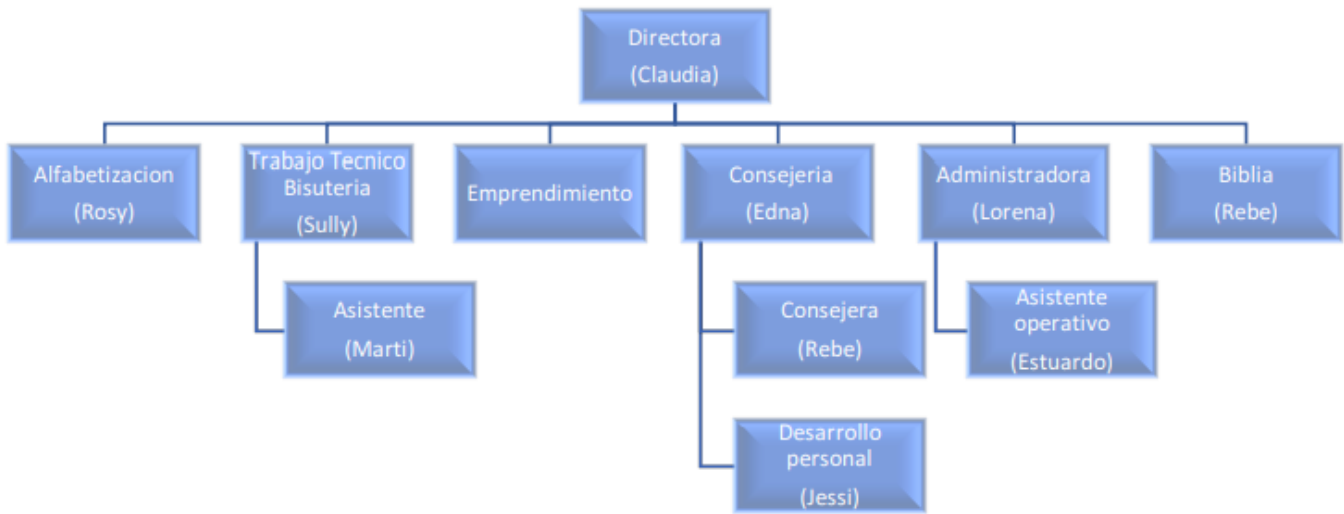 Directora
(Claudia)
Alfabetizacion
(Rosy)
Trabajo Tecnico
Bisuteria
(Sully)
Emprendimiento
Consejeria
(Edna)
Administradora
(Lorena)
Biblia
(Rebe)
Asistente
(Marti)
Consejera
(Rebe)
Asistente
operativo
(Estuardo)
Desarrollo
personal
(Jessi)